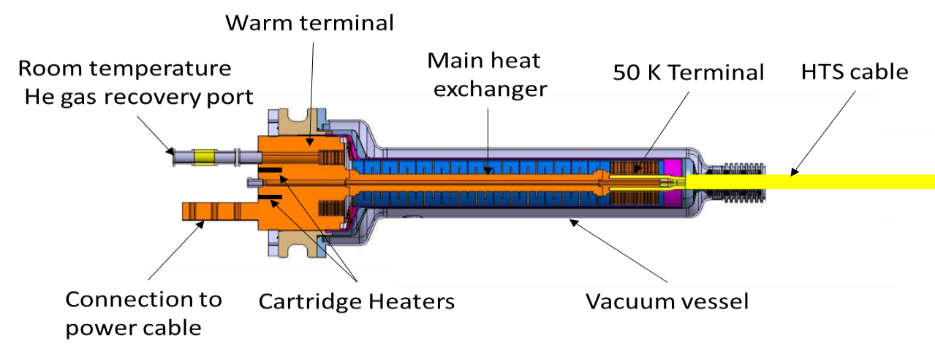 Warm terminal
Room temperature
He gas recovery port
Main heat
exchanger
50 K Terminal
HTS cable
Connection to
power cable
Cartridge Heaters
Vacuum vessel